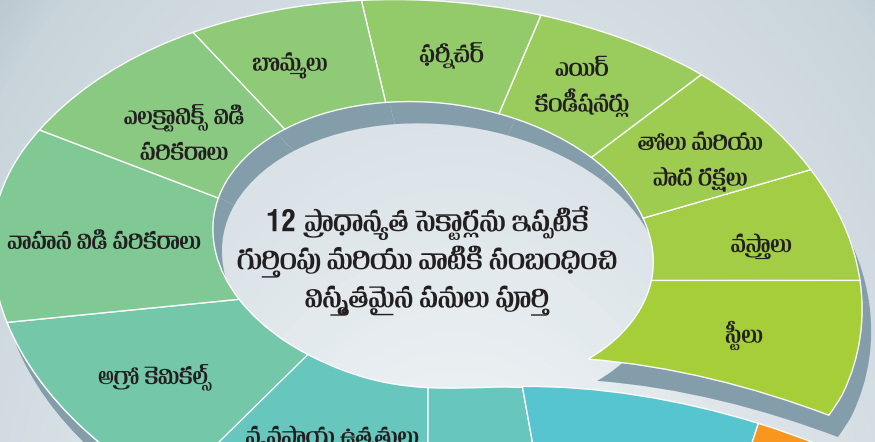 బొమ్మలు
ఫర్నీచర్
ఎయిర్
కండీషనర్లు
ఎలక్ట్రానిక్స్ విడి
పరికరాలు
తోలు మరియు
పాద రక్షలు
12 ప్రాధాన్యత సెక్టార్లను ఇప్పటికే
గుర్తింపు మరియు వాటికి సంబంధించి
విస్తృతమైన పనులు పూర్తి
వాహన విడి పరికరాలు
వస్త్రాలు
స్టీలు
అగ్రో కెమికల్స్